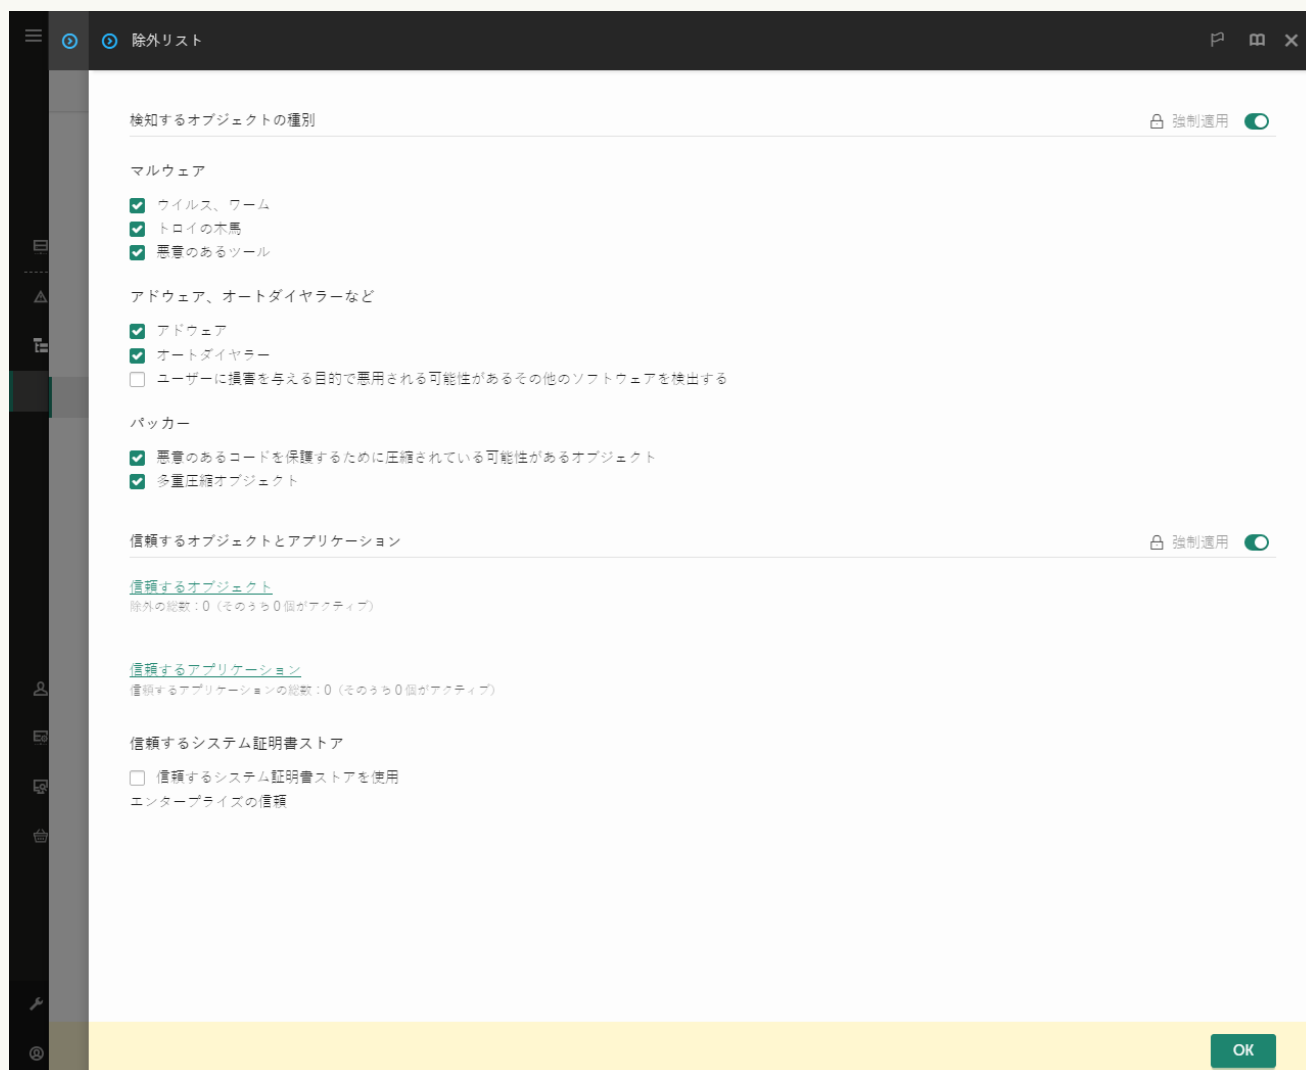 除外リスト
検知するオブジェクトの種別
強制適用
マルウェア
ウイルス、ワーム
トロイの木馬
悪意のあるツール
アドウェア、オートダイヤラーなど
アドウェア
オートダイヤラー
ユーザーに損害を与える目的で悪用される可能性があるその他のソフトウェアを検出する
パッカー
悪意のあるコードを保護するために圧縮されている可能性があるオブジェクト
多重圧縮オブジェクト
信頼するオブジェクトとアプリケーション
強制適用
信頼するオブジェクト
除外の総数:0(そのうち0個がアクティブ)
信頼するアプリケーション
信頼するアプリケーションの総数:0(そのうち0個がアクティブ)
信頼するシステム証明書ストア
信頼するシステム証明書ストアを使用
エンタープライズの信頼
OK